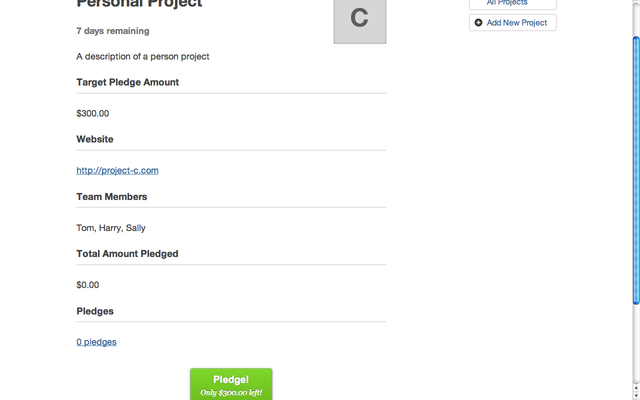 Personal Project
C
All Projects
Add New Project
7 days remaining
A description of a person project
Target Pledge Amount
$300.00
Website
http://project-c.com
Team Members
Tom, Harry, Sally
Total Amount Pledged
$0.00
Pledges
0 pledges
Pledge!
Only $300.00 left!